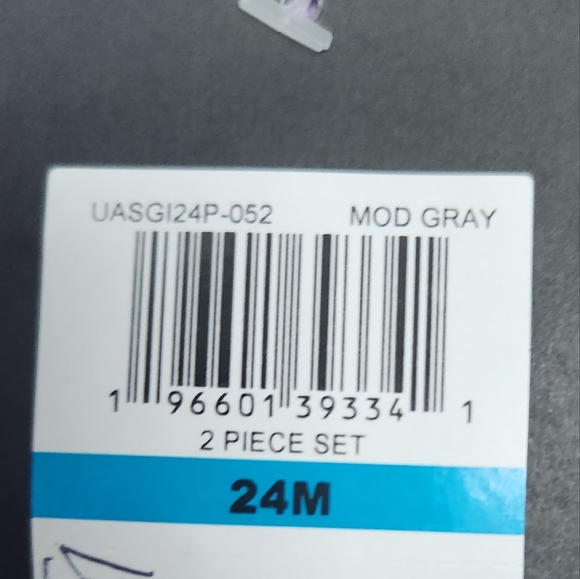 UASGI24P-052 MOD GRAY
1 96601 39334 1
2 PIECE SET
24M